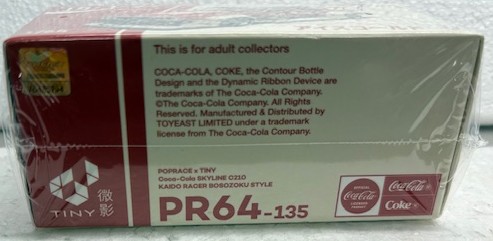 This is for adult collectors
COCA-COLA, COKE, the Contour Bottle
Design and the Dynamic Ribbon Device are
trademarks of The Coca-Cola Company.
©The Coca-Cola Company. All Rights
Reserved. Manufactured & Distributed by
TOYEAST LIMITED under a trademark
license from The Coca-Cola Company.
POPRACE x TINY
Coca-Cola SKYLINE C210
KAIDO RACER BOSOZOKU STYLE
PR64-135
TINY 微影
OFFICIAL
LICENSED
PRODUCT
Coca-Cola
Coca-Cola
Coke